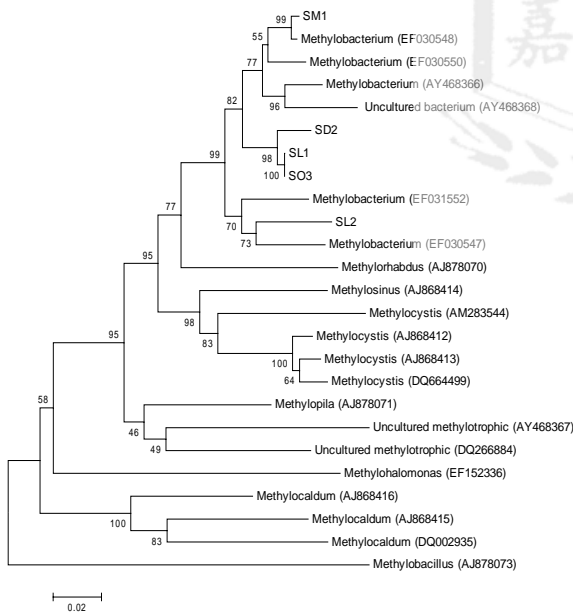 SM1
99
55
Methylobacterium (EF030548)
Methylobacterium (EF030550)
77
Methylobacterium (AY468366)
96
Uncultured bacterium (AY468368)
82
SD2
98
SL1
100
SO3
99
Methylobacterium (EF031552)
70
SL2
73
Methylobacterium (EF030547)
77
Methylorhabdus (AJ878070)
95
Methylosinus (AJ868414)
98
Methylocystis (AM283544)
83
Methylocystis (AJ868412)
100
Methylocystis (AJ868413)
64
Methylocystis (DQ664499)
95
58
Methylopila (AJ878071)
46
Uncultured methylotrophic (AY468367)
49
Uncultured methylotrophic (DQ266884)
Methylohalomonas (EF152336)
Methylocaldum (AJ868416)
100
Methylocaldum (AJ868415)
83
Methylocaldum (DQ002935)
Methylobacillus (AJ878073)
0.02
嘉